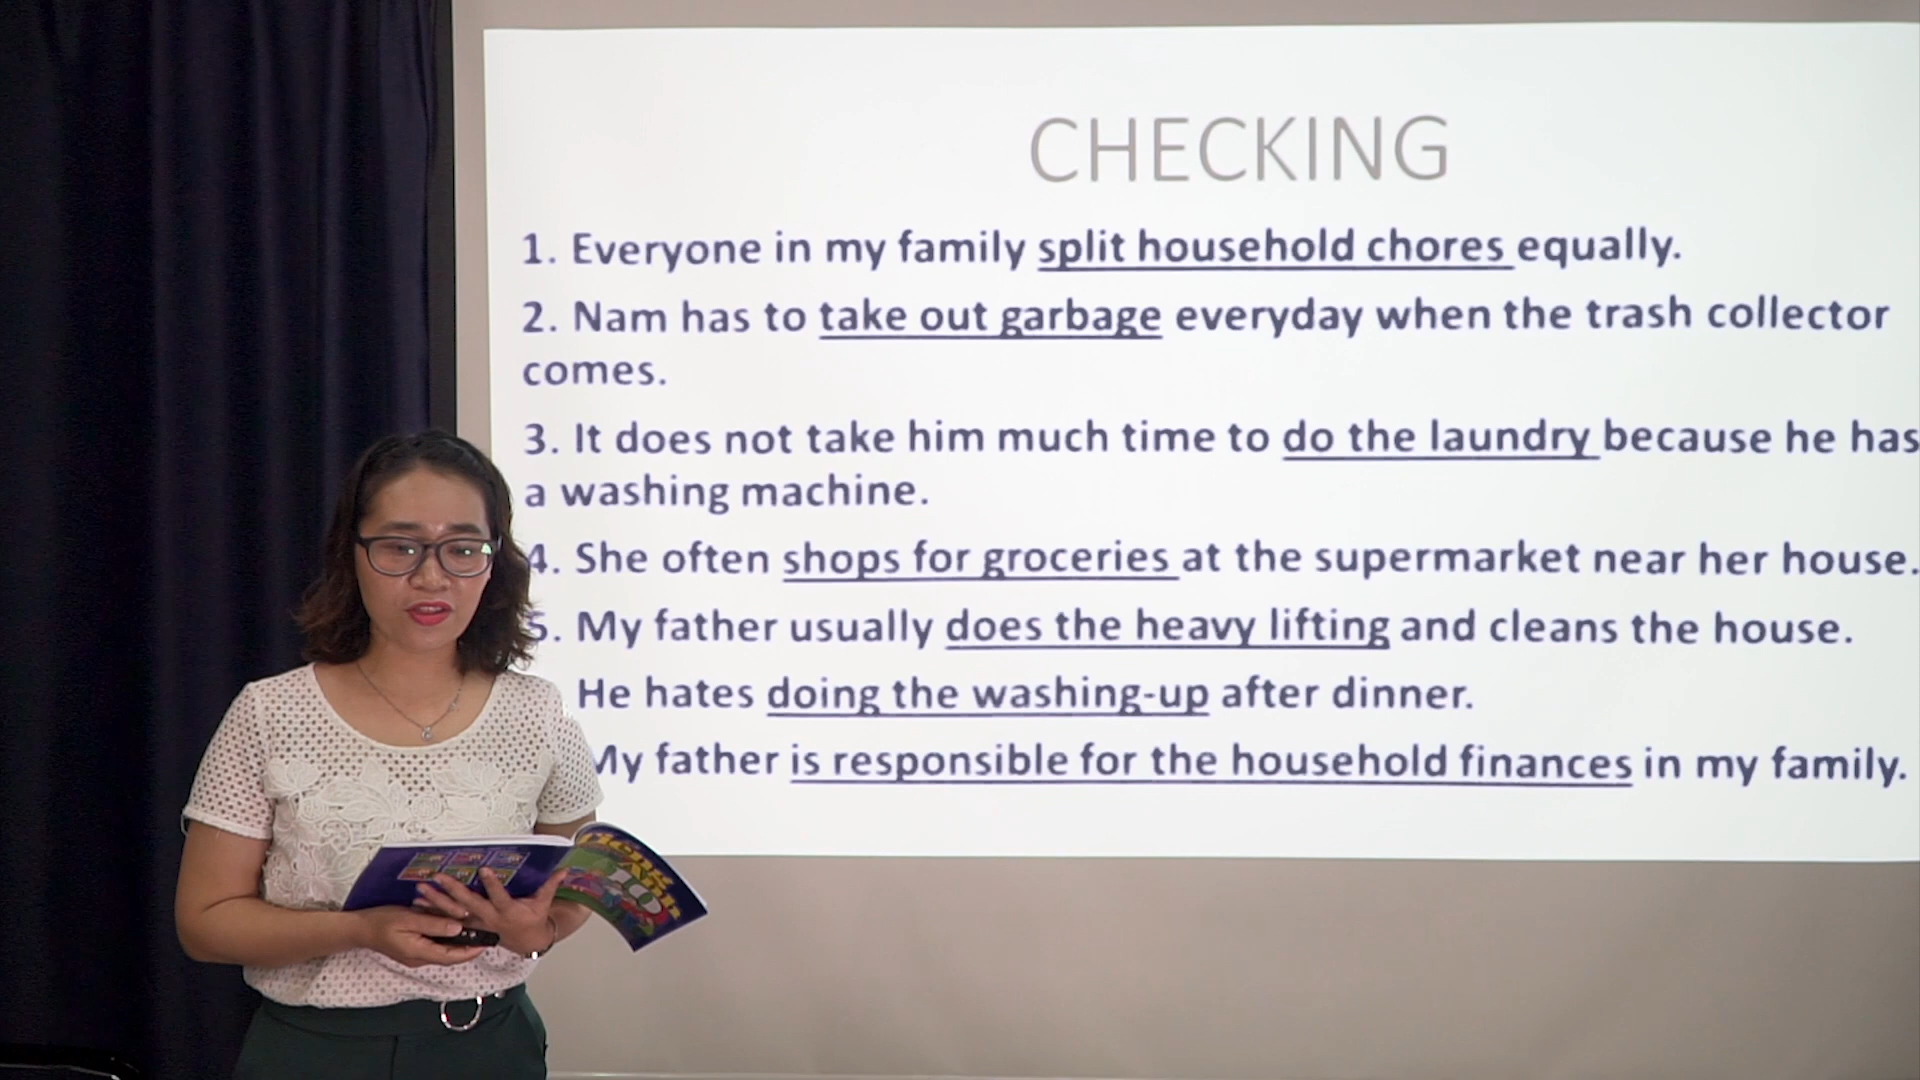 CHECKING
1. Everyone in my family split household chores equally.
2. Nam has to take out garbage everyday when the trash collector
comes.
3. It does not take him much time to do the laundry because he has
a washing machine.
4. She often shops for groceries at the supermarket near her house.
5. My father usually does the heavy lifting and cleans the house.
He hates doing the washing-up after dinner.
My father is responsible for the household finances in my family.
Tiếng
Anh
10